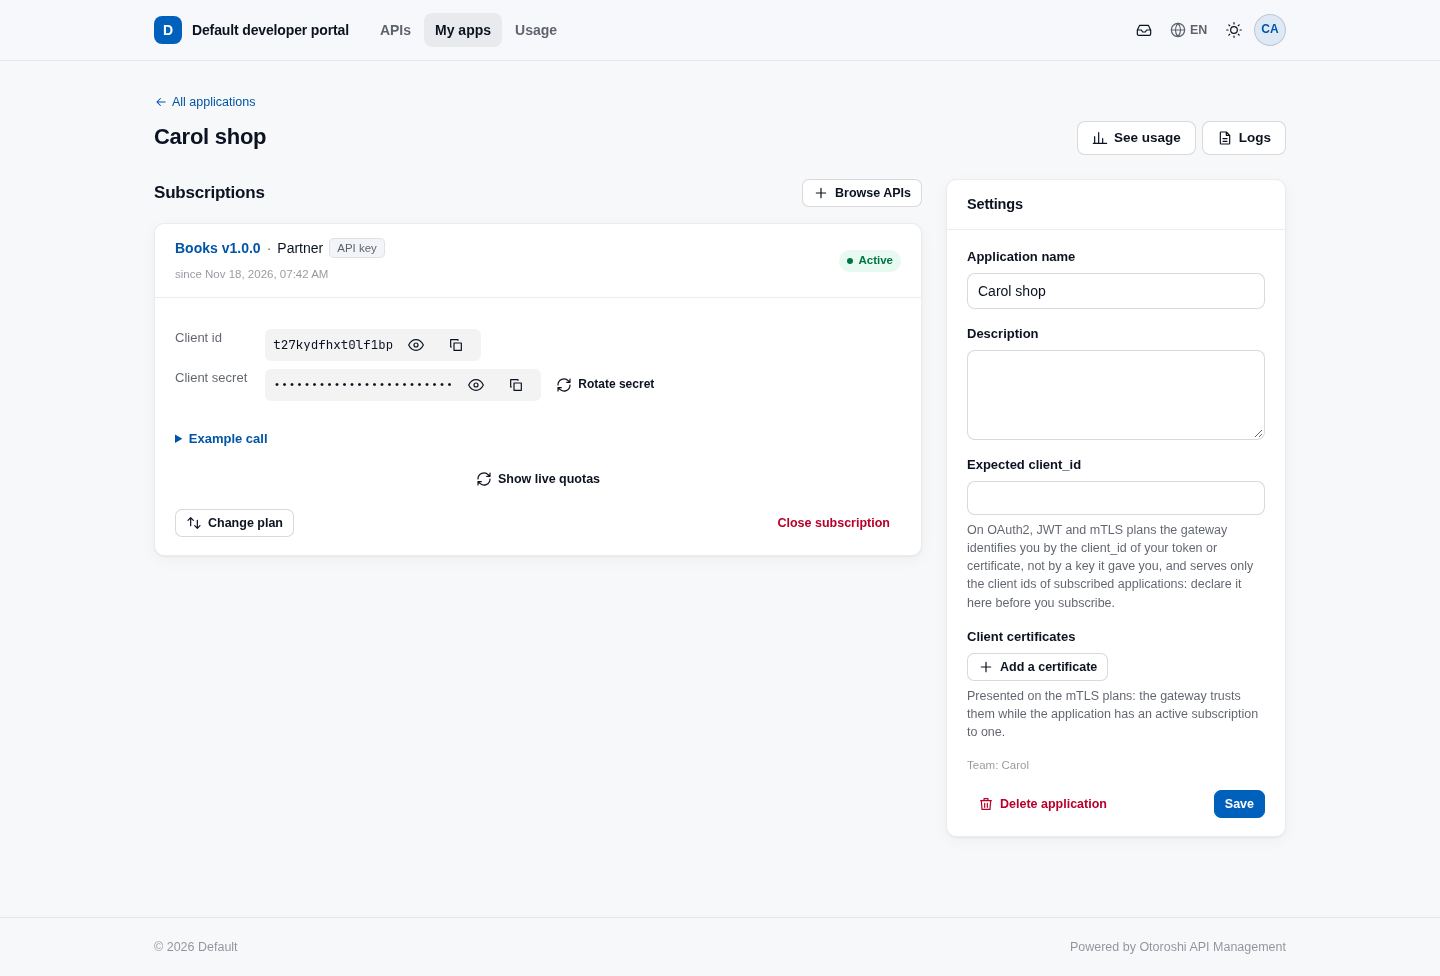 D
Default developer portal
APIs
My apps
Usage
EN
CA
All applications
Carol shop
See usage
Logs
Subscriptions
Browse APIs
Books v1.0.0 · Partner API key
since Nov 18, 2026, 07:42 AM
Active
Client id
t27kydfhxt0lf1bp
Client secret
••••••••••••••••••••••••
Rotate secret
Example call
Show live quotas
Change plan
Close subscription
Settings
Application name
Carol shop
Description
Expected client_id
On OAuth2, JWT and mTLS plans the gateway
identifies you by the client_id of your token or
certificate, not by a key it gave you, and serves only
the client ids of subscribed applications: declare it
here before you subscribe.
Client certificates
Add a certificate
Presented on the mTLS plans: the gateway trusts
them while the application has an active subscription
to one.
Team: Carol
Delete application
Save
© 2026 Default
Powered by Otoroshi API Management